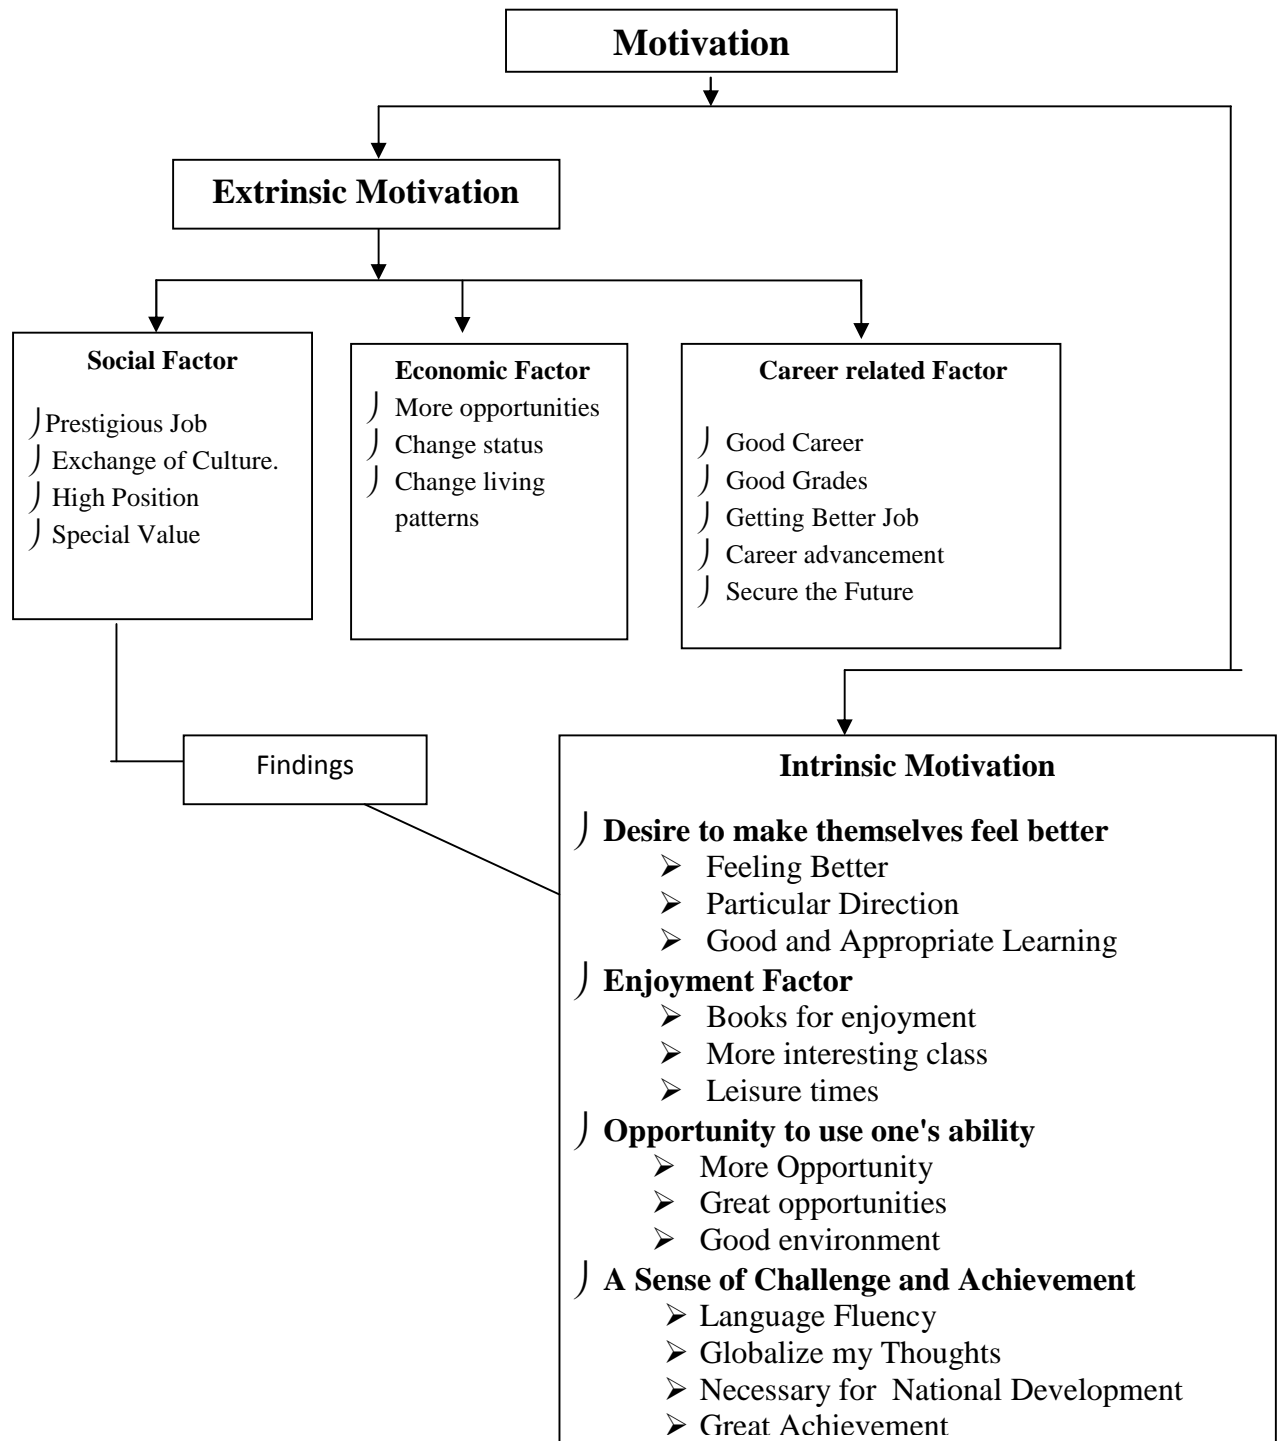 Motivation
Extrinsic Motivation
Social Factor
Prestigious Job
Exchange of Culture.
High Position
Special Value
Economic Factor
More opportunities
Change status
Change living
patterns
Career related Factor
Good Career
Good Grades
Getting Better Job
Career advancement
Secure the Future
Findings
Intrinsic Motivation
Desire to make themselves feel better
Feeling Better
Particular Direction
Good and Appropriate Learning
Enjoyment Factor
Books for enjoyment
More interesting class
Leisure times
Opportunity to use one's ability
More Opportunity
Great opportunities
Good environment
A Sense of Challenge and Achievement
Language Fluency
Globalize my Thoughts
Necessary for National Development
Great Achievement